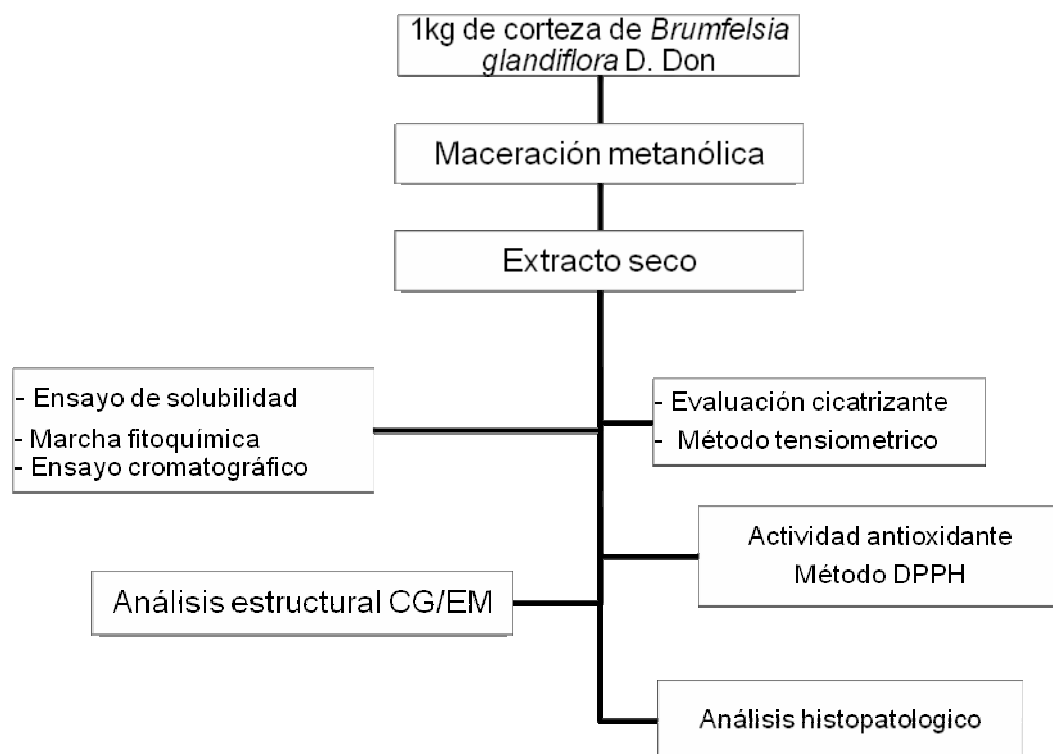 1kg de corteza de Brumfelsia
glandiflora D. Don
Maceración metanólica
Extracto seco
- Ensayo de solubilidad
- Marcha fitoquímica
- Ensayo cromatográfico
- Evaluación cicatrizante
- Método tensiometrico
Actividad antioxidante
Método DPPH
Análisis estructural CG/EM
Análisis histopatologico